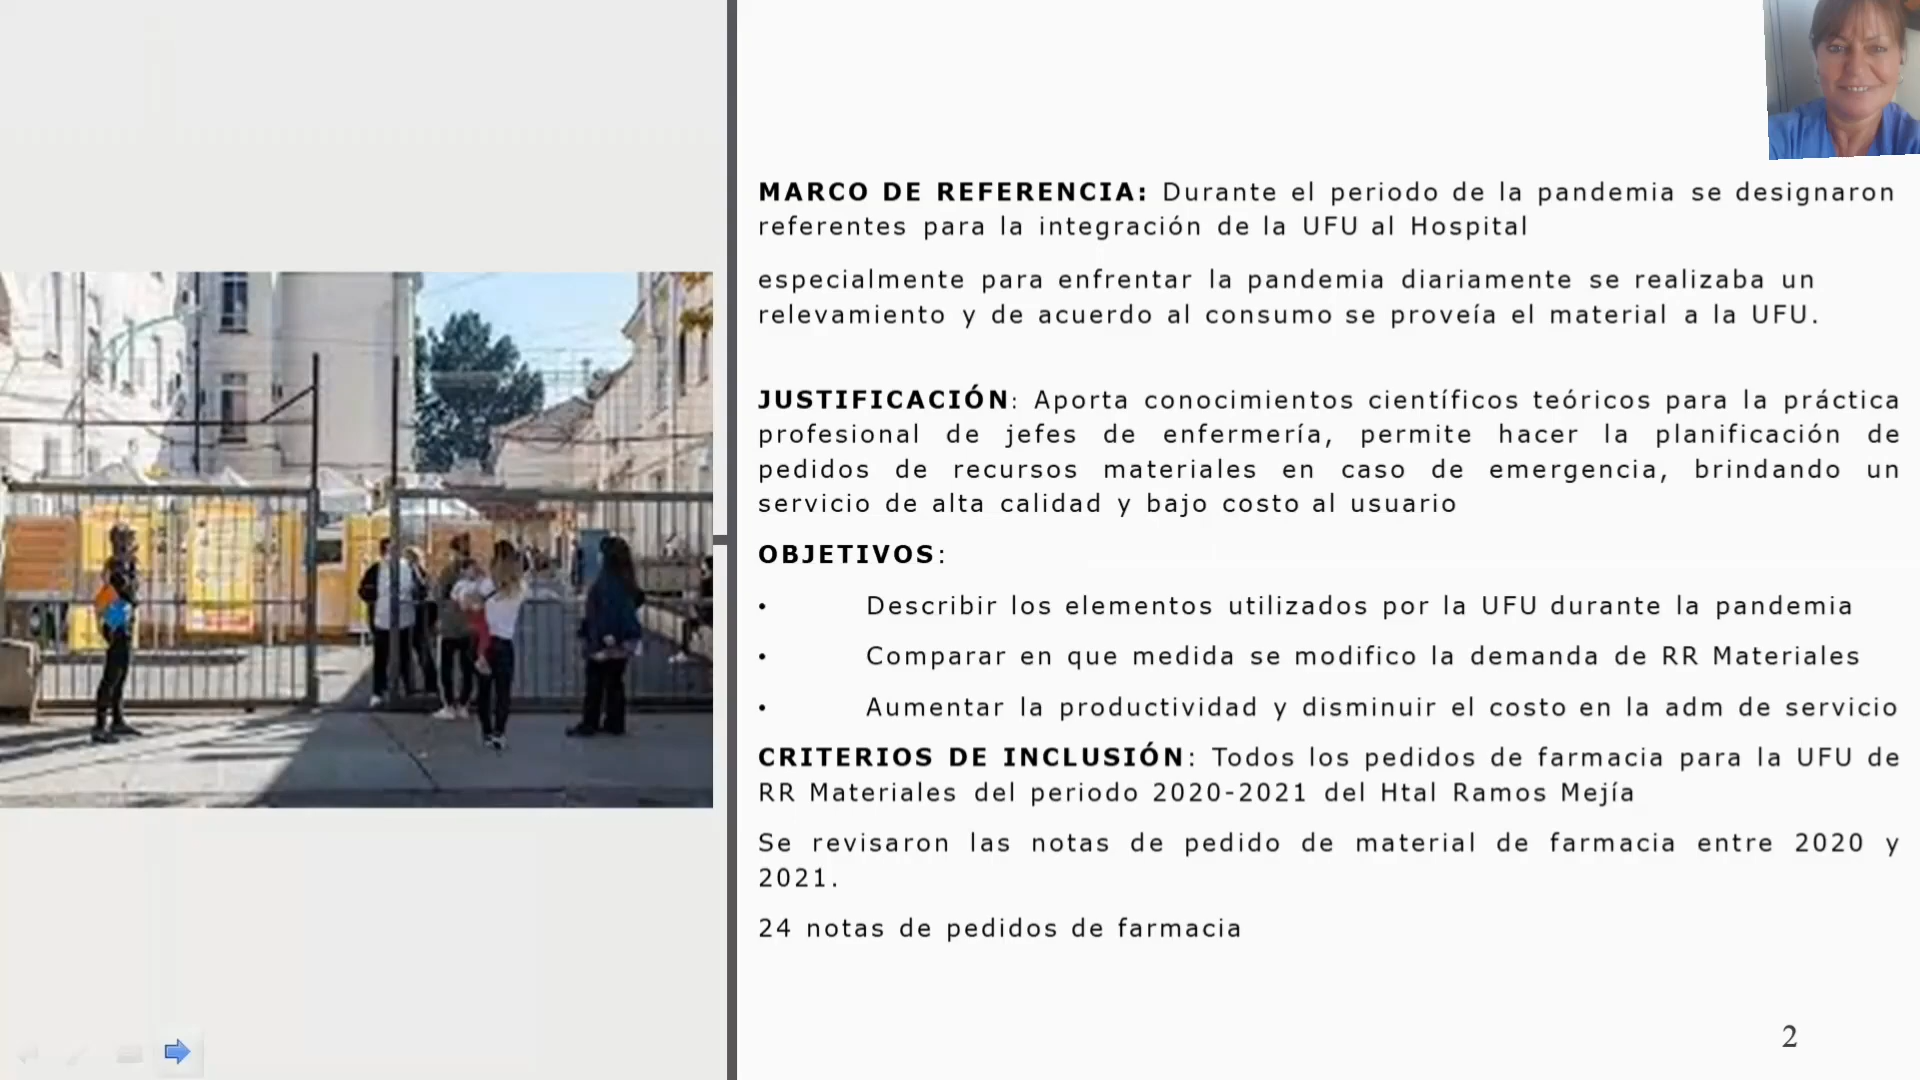 MARCO DE REFERENCIA: Durante el periodo de la pandemia se designaron
referentes para la integración de la UFU al Hospital
especialmente para enfrentar la pandemia diariamente se realizaba un
relevamiento y de acuerdo al consumo se proveía el material a la UFU.
JUSTIFICACIÓN: Aporta conocimientos científicos teóricos para la práctica
profesional de jefes de enfermería, permite hacer la planificación de
pedidos de recursos materiales en caso de emergencia, brindando un
servicio de alta calidad y bajo costo al usuario
OBJETIVOS:
• Describir los elementos utilizados por la UFU durante la pandemia
• Comparar en que medida se modifico la demanda de RR Materiales
• Aumentar la productividad y disminuir el costo en la adm de servicio
CRITERIOS DE INCLUSIÓN: Todos los pedidos de farmacia para la UFU de
RR Materiales del periodo 2020-2021 del Htal Ramos Mejía
Se revisaron las notas de pedido de material de farmacia entre 2020 y
2021.
24 notas de pedidos de farmacia
2